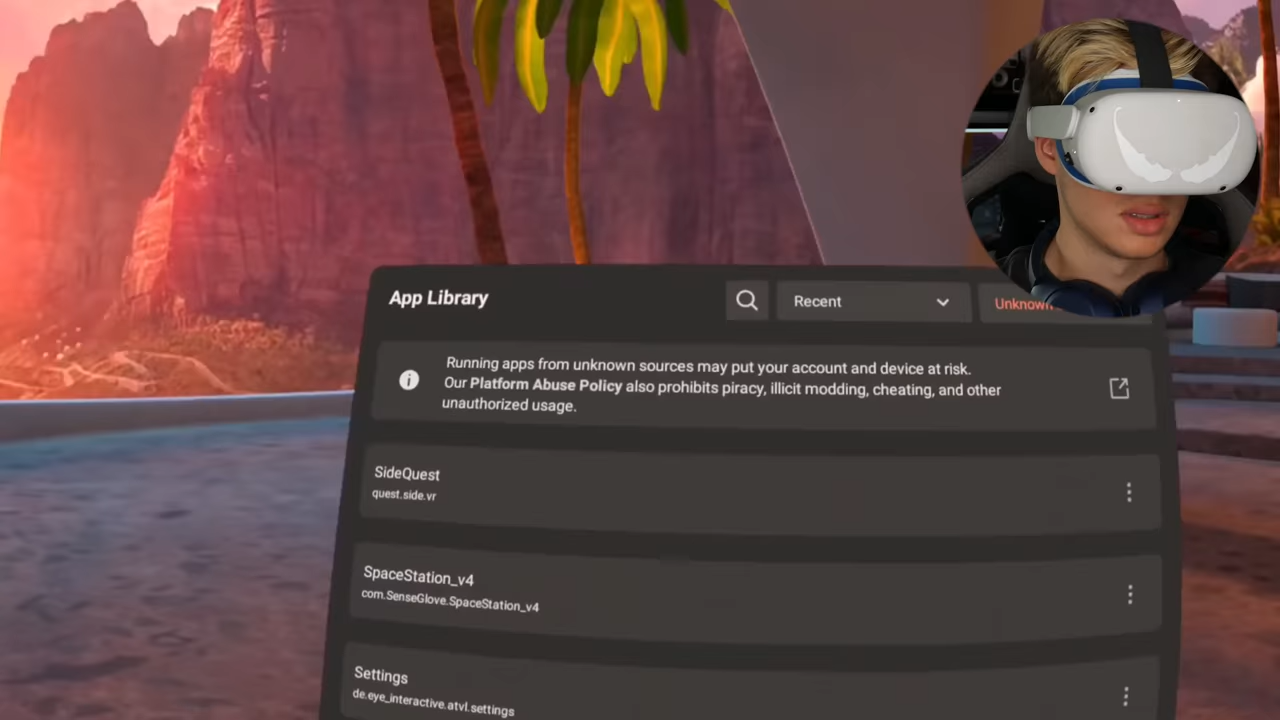 App Library
Recent
Unknown
Running apps from unknown sources may put your account and device at risk.
Our Platform Abuse Policy also prohibits piracy, illicit modding, cheating, and other
unauthorized usage.
SideQuest
quest.side.vr
SpaceStation_v4
com.SenseGlove.SpaceStation_v4
Settings
de.eye_interactive.atvl.settings